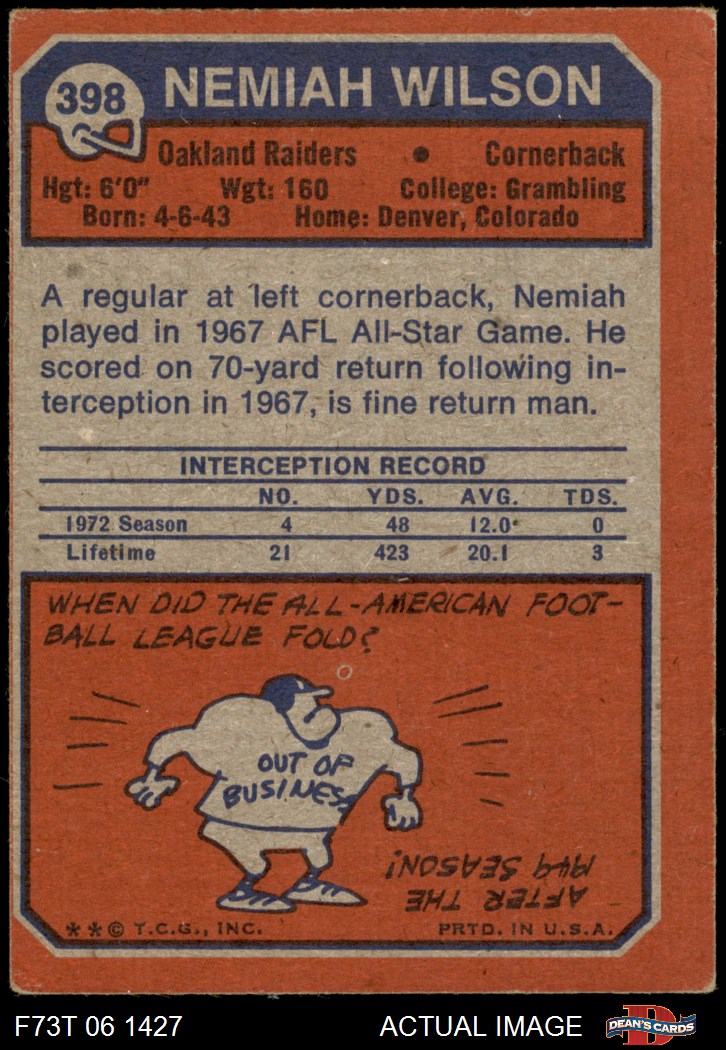 398 NEMIAH WILSON
Oakland Raiders • Cornerback
Hgt: 6'0" Wgt: 160 College: Grambling
Born: 4-6-43 Home: Denver, Colorado
A regular at left cornerback, Nemiah
played in 1967 AFL All-Star Game. He
scored on 70-yard return following in-
terception in 1967, is fine return man.
INTERCEPTION RECORD
NO. YDS. AVG. TDS.
1972 Season 4 48 12.0 0
Lifetime 21 423 20.1 3
WHEN DID THE ALL-AMERICAN FOOT-
BALL LEAGUE FOLD?
OUT OF
BUSINESS
AFTER THE
1949 SEASON!
**© T.C.G., INC. PRTD. IN U.S.A.
F73T 06 1427 ACTUAL IMAGE DEAN'S CARDS